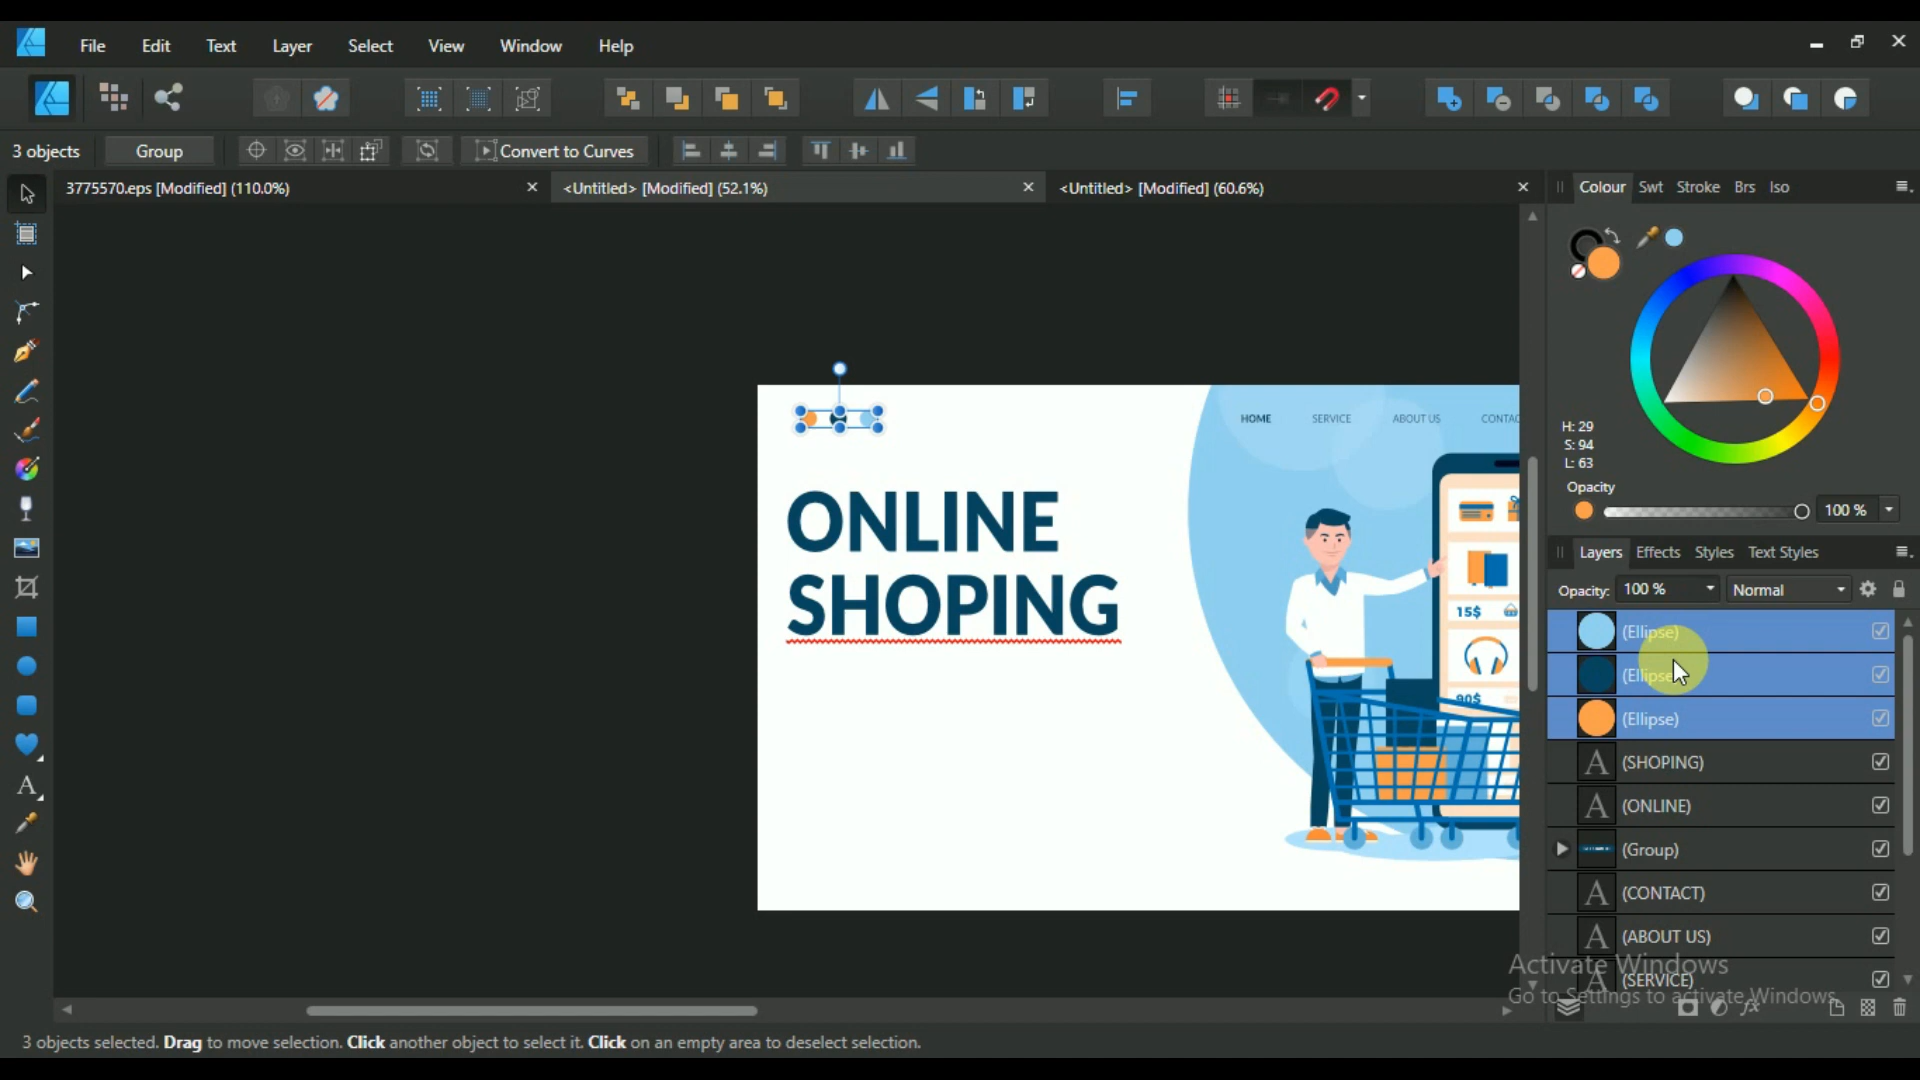 File Edit Text Layer Select View Window Help
3 objects Group Convert to Curves
3775570.eps [Modified] (110.0%) <Untitled> [Modified] (52.1%) <Untitled> [Modified] (60.6%)
Colour Swt Stroke Brs Iso
H: 29
S: 94
L: 63
Opacity
100 %
Layers Effects Styles Text Styles
Opacity: 100 % Normal
(Ellipse)
(Ellipse)
(Ellipse)
A (SHOPING)
A (ONLINE)
(Group)
A (CONTACT)
A (ABOUT US)
A (SERVICE)
HOME SERVICE ABOUT US CONTAC
ONLINE
SHOPING
15$
90$
Activate Windows
Go to Settings to activate Windows.
3 objects selected. Drag to move selection. Click another object to select it. Click on an empty area to deselect selection.